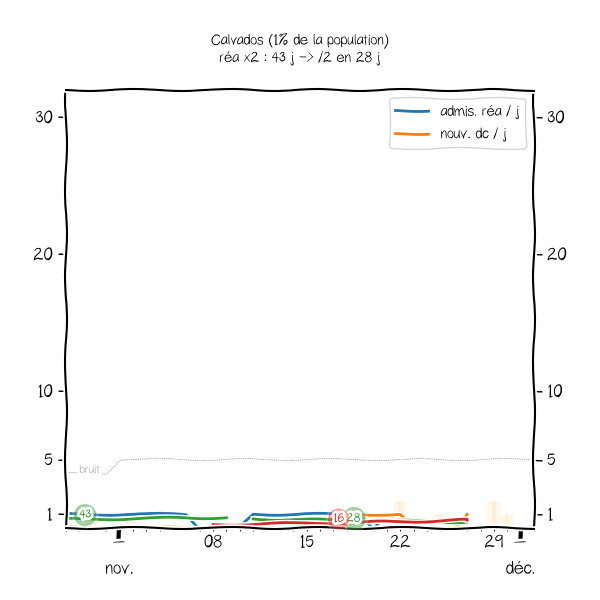 Calvados (1% de la population)
réa x2 : 43 j -> /2 en 28 j
admis. réa / j
nouv. dc / j
30 30
20 20
10 10
5 5
bruit
1 1
43 16 28
08 15 22 29
nov. déc.